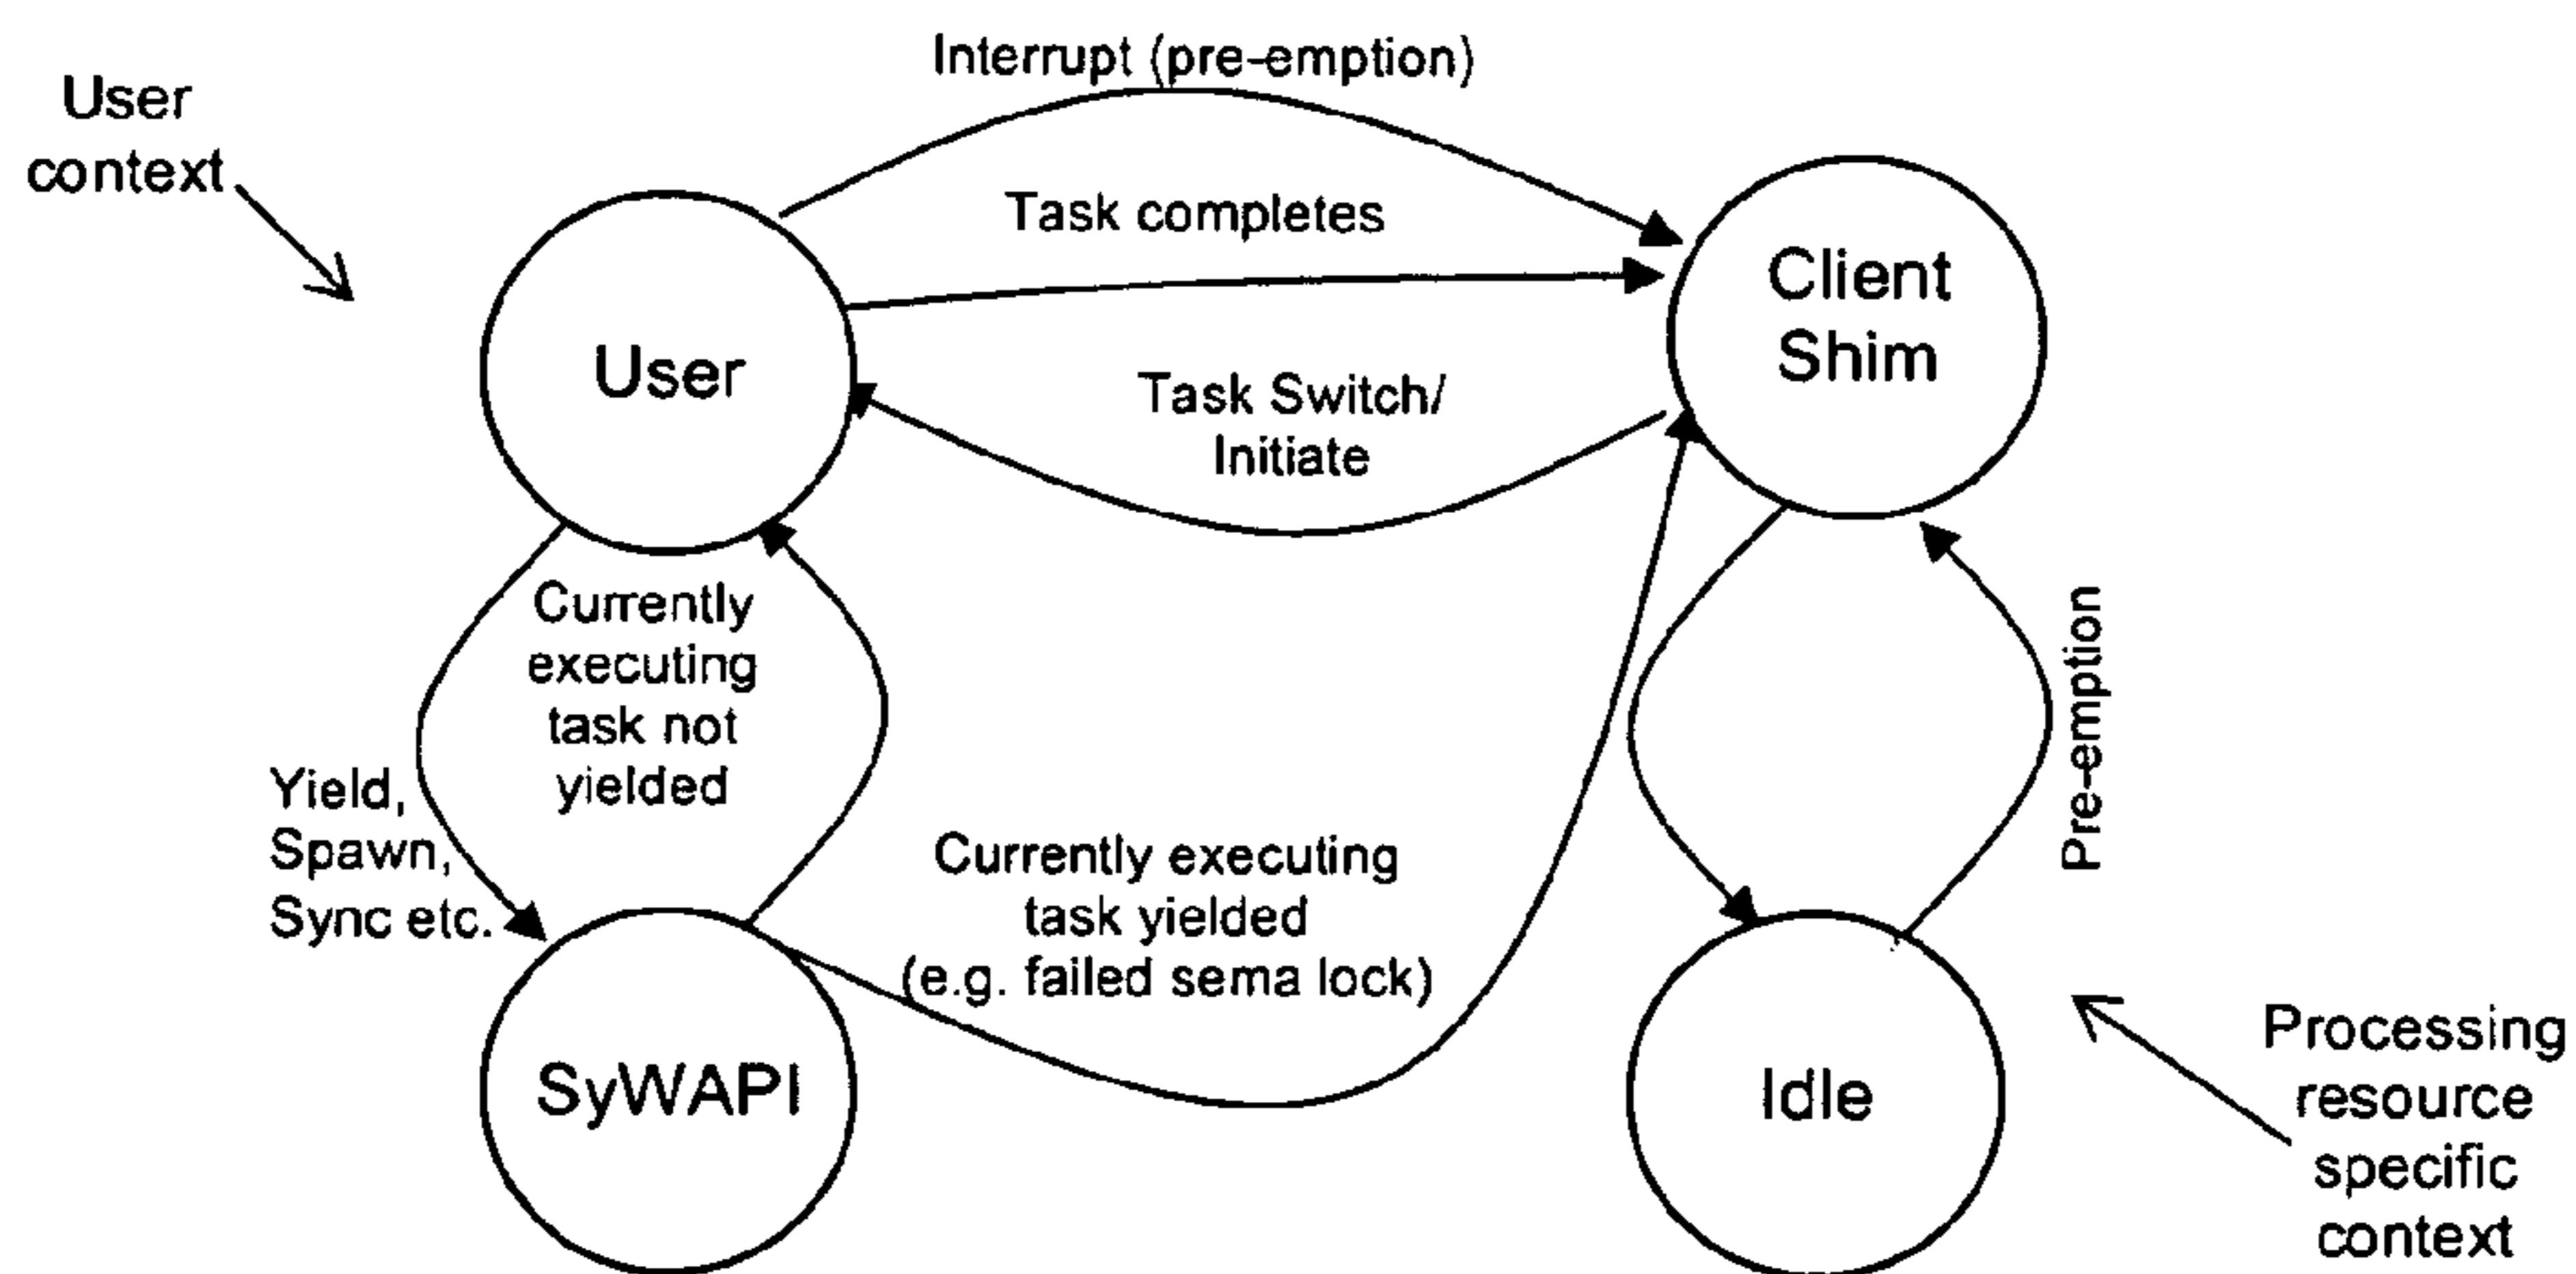 Interrupt (pre-emption)
User
context
Task completes
Client
Shim
User
Task Switch/
Initiate
Currently
executing
task not
yielded
Pre-emption
Yield,
Spawn,
Sync etc.
Currently executing
task yielded
(e.g. failed sema lock)
SyWAPI
Idle
Processing
resource
specific
context